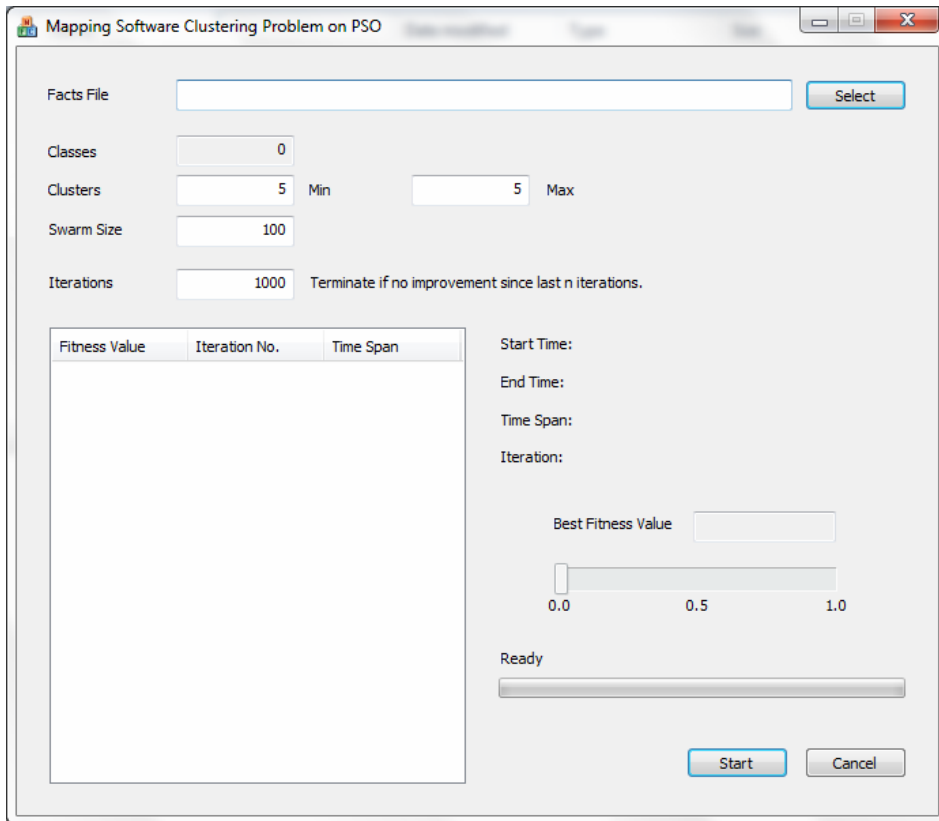 Mapping Software Clustering Problem on PSO
Facts File
Select
Classes 0
Clusters 5 Min 5 Max
Swarm Size 100
Iterations 1000 Terminate if no improvement since last n iterations.
Fitness Value Iteration No. Time Span
Start Time:
End Time:
Time Span:
Iteration:
Best Fitness Value
0.0 0.5 1.0
Ready
Start Cancel